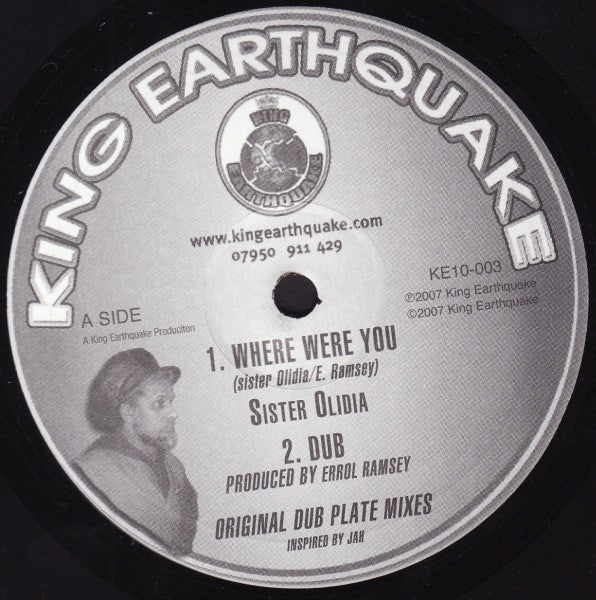 KING EARTHQUAKE
KING
EARTHQUAKE
www.kingearthquake.com
07950 911 429
KE10-003
℗2007 King Earthquake
©2007 King Earthquake
A SIDE
A King Earthquake Produciton
1. WHERE WERE YOU
(sister Olidia/E. Ramsey)
SISTER OLIDIA
2. DUB
PRODUCED BY ERROL RAMSEY
ORIGINAL DUB PLATE MIXES
INSPIRED BY JAH